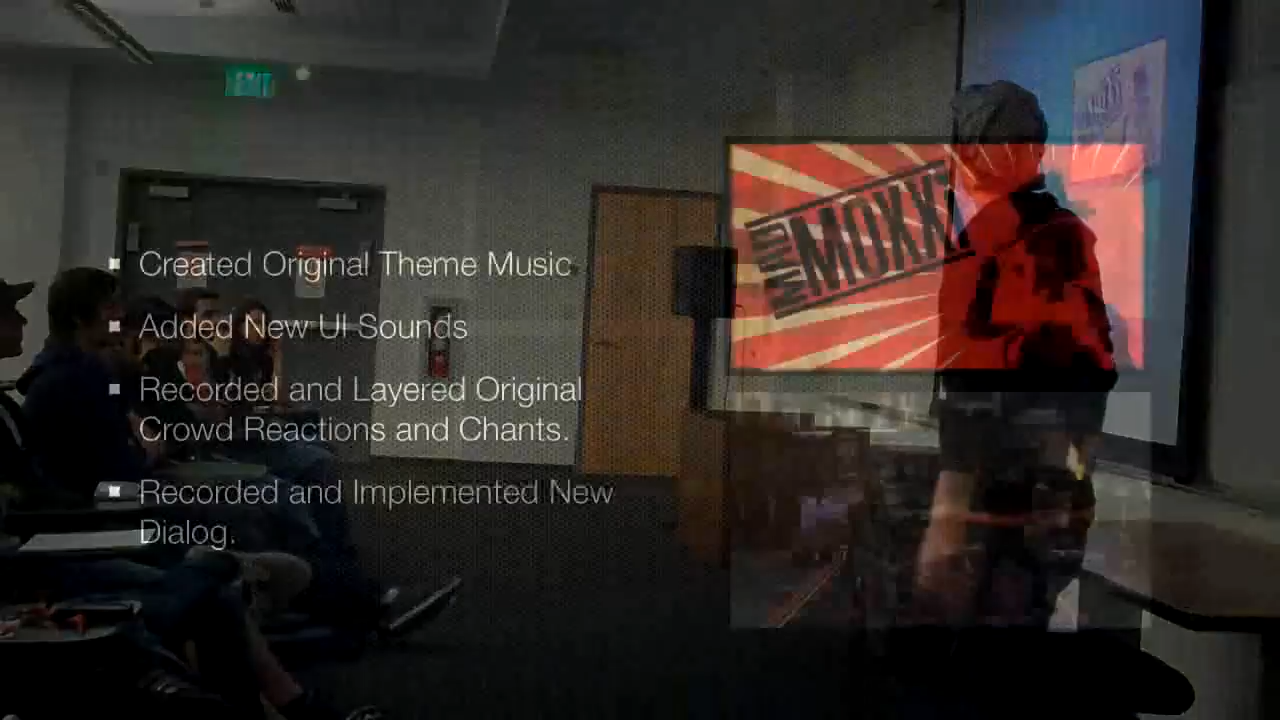 EXIT
MAD MOXXI
Created Original Theme Music
Added New UI Sounds
Recorded and Layered Original
Crowd Reactions and Chants.
Recorded and Implemented New
Dialog.